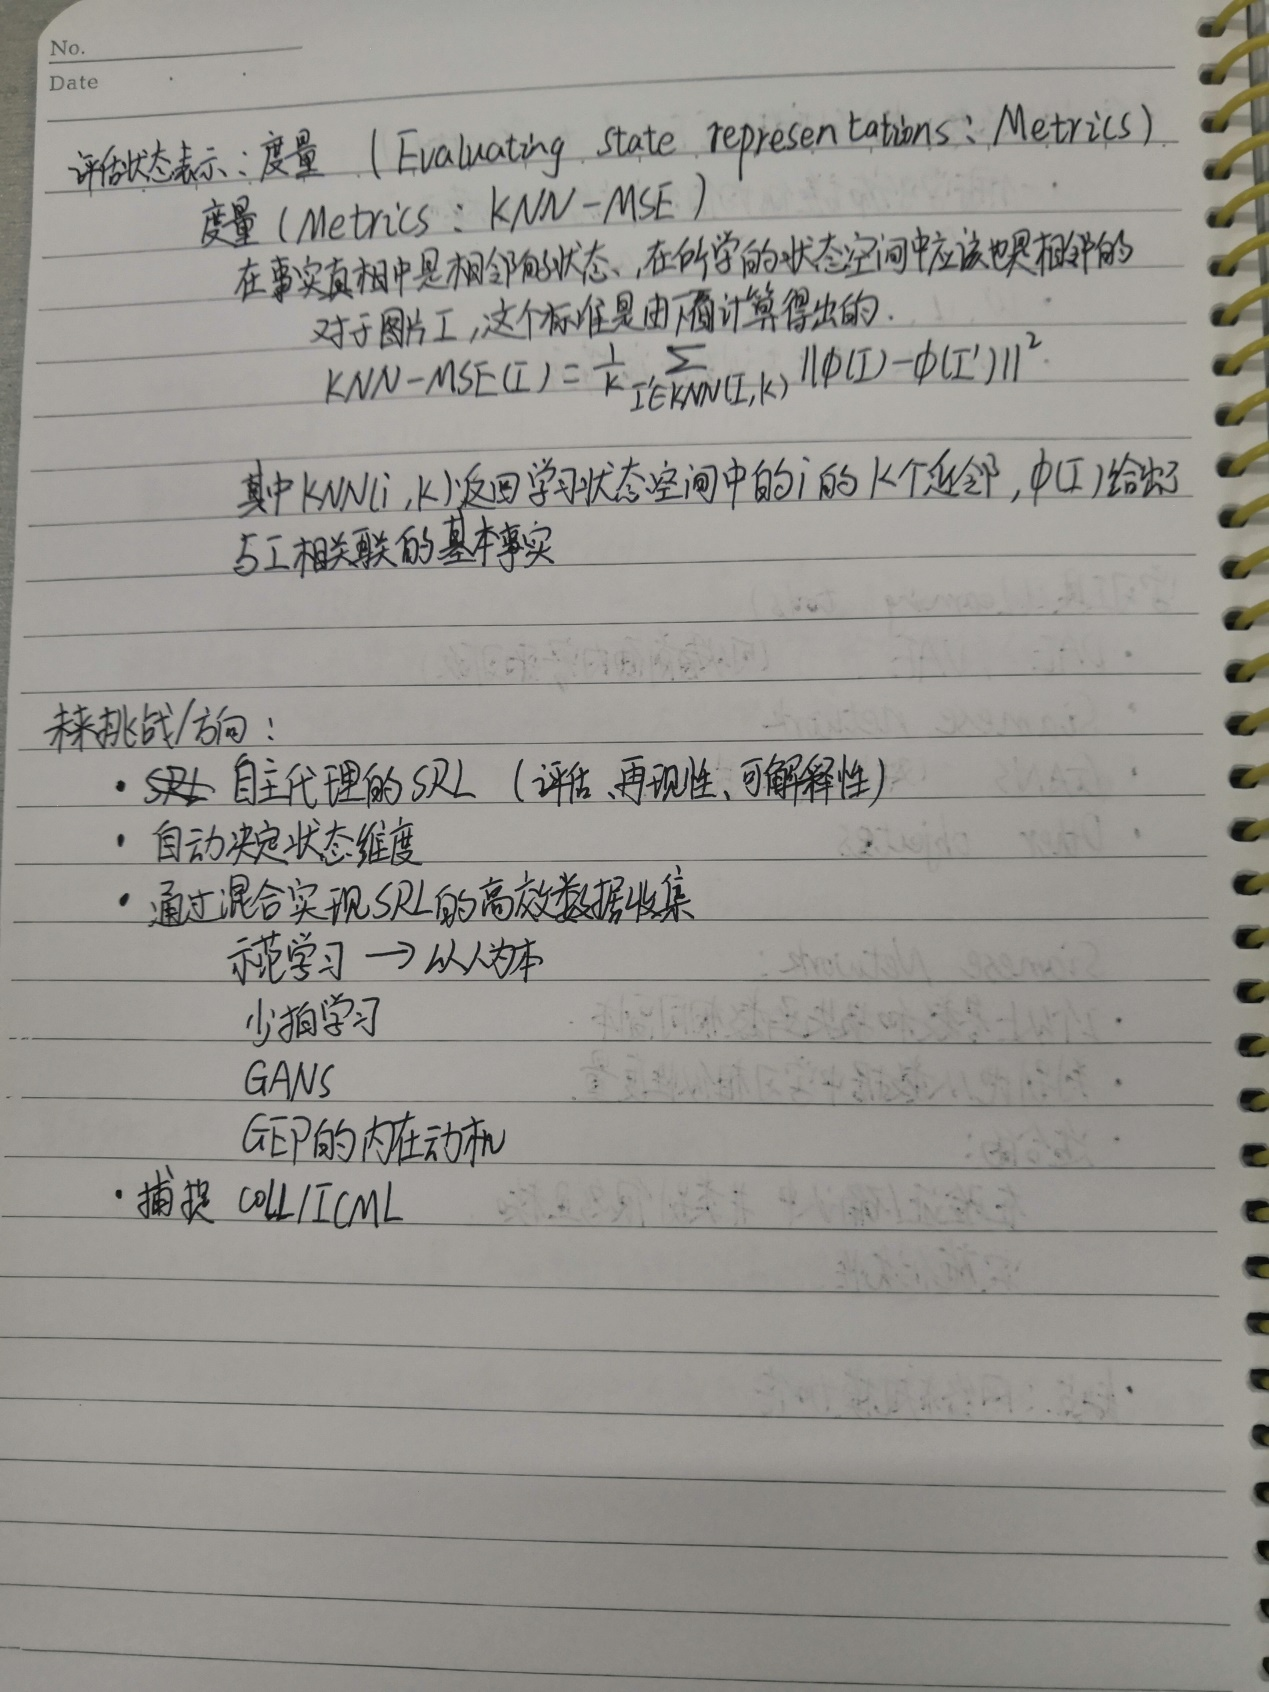 No.
Date
评估状态表示：度量 (Evaluating state representations: Metrics)
度量 (Metrics: KNN-MSE)
在事实真相中是相邻的状态，在所学的状态空间中应该也是相邻的
对于图片I，这个标准是由下面计算得出的.
KNN-MSE(I) = 1/k Σ I'∈KNN(I,k) ||ϕ(I)-ϕ(I')||²
其中KNN(i,k)返回学习状态空间中的i的K个近邻,ϕ(I)给出了
与I相关联的基本事实
未来挑战/方向：
· 自主代理的SRL (评估、再现性、可解释性)
· 自动决定状态维度
· 通过混合实现SRL的高效数据收集
示范学习 → 以人为本
少拍学习
GANS
GEP的内在动机
· 捕捉 COLL/ICML